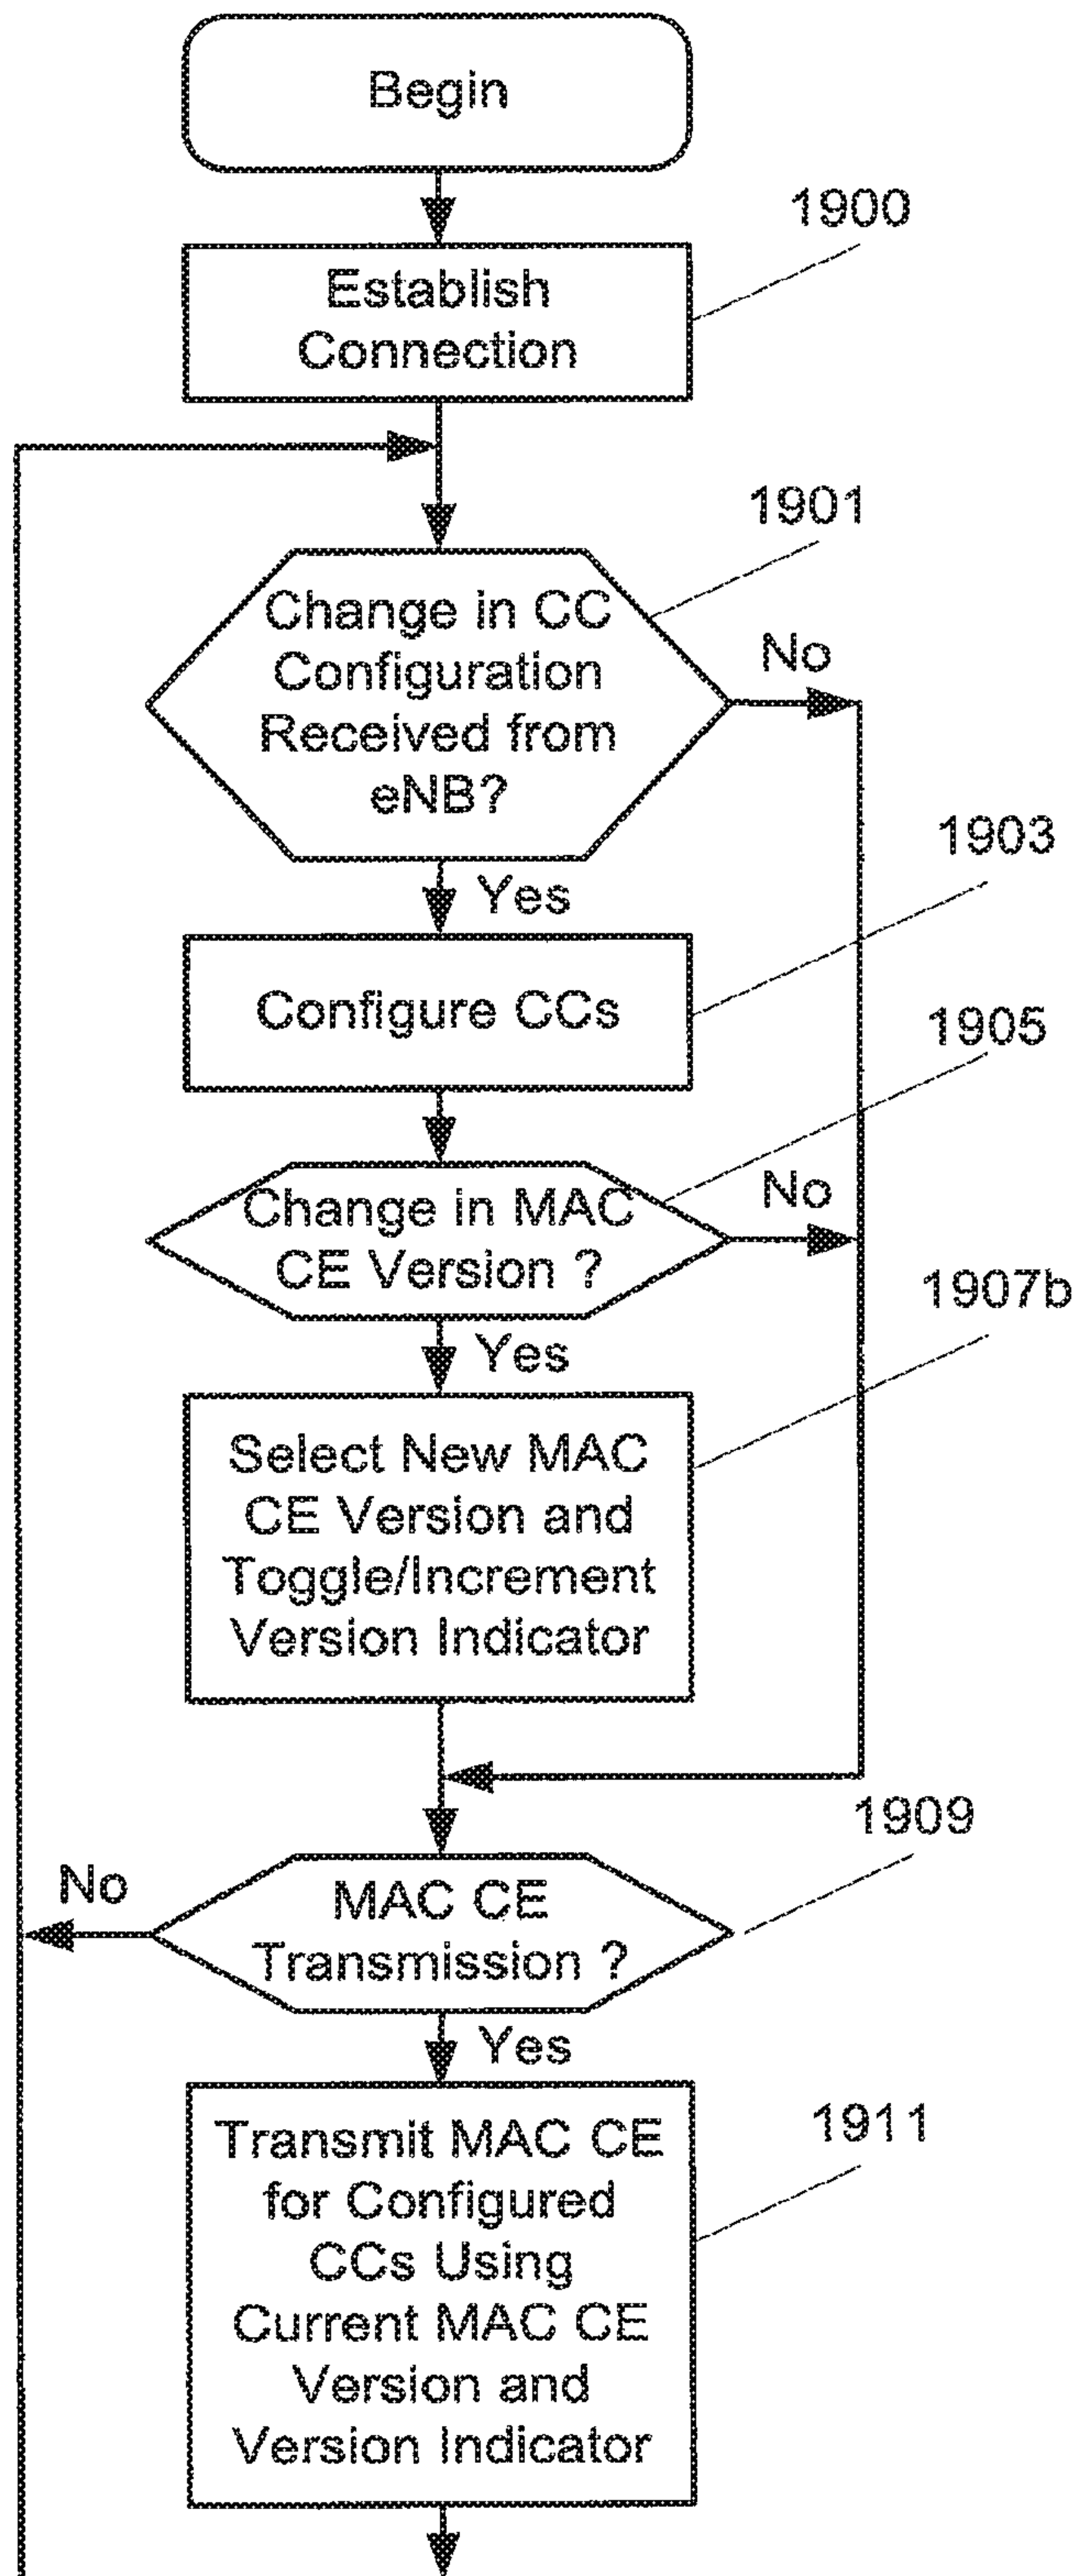 Begin
1900
Establish
Connection
1901
Change in CC
Configuration
Received from
eNB?
No
Yes
1903
Configure CCs
1905
Change in MAC
CE Version ?
No
Yes
1907b
Select New MAC
CE Version and
Toggle/Increment
Version Indicator
1909
No
MAC CE
Transmission ?
Yes
1911
Transmit MAC CE
for Configured
CCs Using
Current MAC CE
Version and
Version Indicator